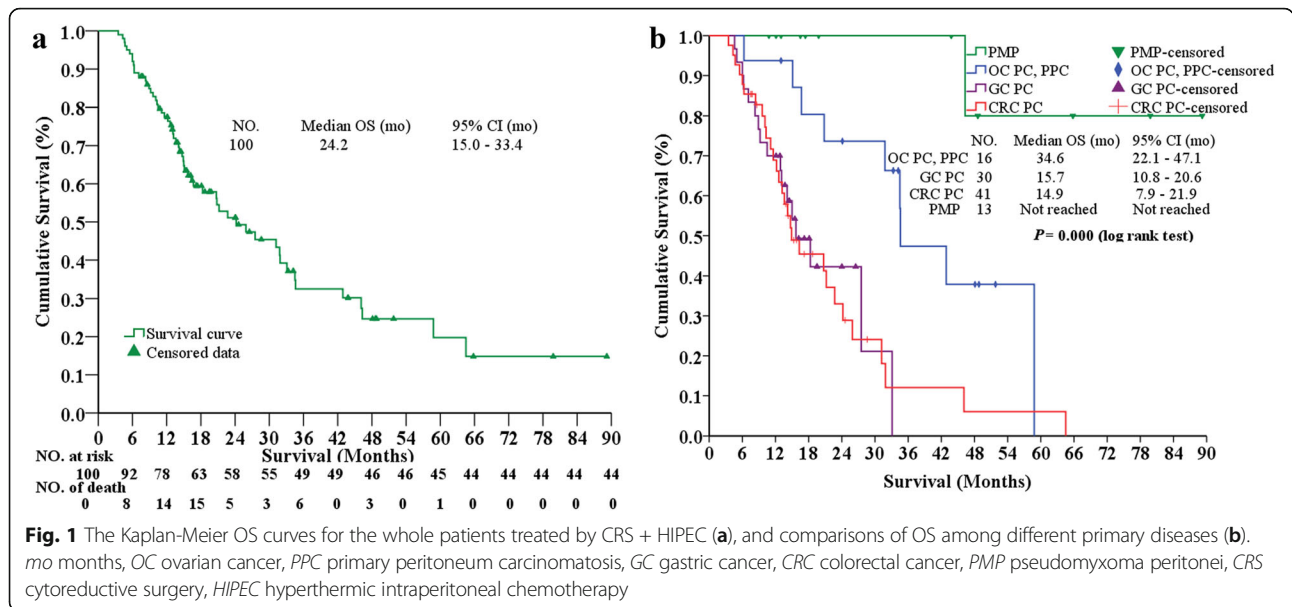 a
1.0
0.9
0.8
0.7
0.6
0.5
0.4
0.3
0.2
0.1
0.0
Cumulative Survival (%)
NO. Median OS (mo) 95% CI (mo)
100 24.2 15.0 - 33.4
Survival curve
Censored data
0 6 12 18 24 30 36 42 48 54 60 66 72 78 84 90
Survival (Months)
NO. at risk
100 92 78 63 58 55 49 49 46 46 45 44 44 44 44 44
NO. of death
0 8 14 15 5 3 6 0 3 0 1 0 0 0 0 0
b
1.0
0.9
0.8
0.7
0.6
0.5
0.4
0.3
0.2
0.1
0.0
Cumulative Survival (%)
PMP PMP-censored
OC PC, PPC OC PC, PPC-censored
GC PC GC PC-censored
CRC PC CRC PC-censored
NO. Median OS (mo) 95% CI (mo)
OC PC, PPC 16 34.6 22.1 - 47.1
GC PC 30 15.7 10.8 - 20.6
CRC PC 41 14.9 7.9 - 21.9
PMP 13 Not reached Not reached
P = 0.000 (log rank test)
0 6 12 18 24 30 36 42 48 54 60 66 72 78 84 90
Survival (Months)
Fig. 1 The Kaplan-Meier OS curves for the whole patients treated by CRS + HIPEC (a), and comparisons of OS among different primary diseases (b).
mo months, OC ovarian cancer, PPC primary peritoneum carcinomatosis, GC gastric cancer, CRC colorectal cancer, PMP pseudomyxoma peritonei, CRS
cytoreductive surgery, HIPEC hyperthermic intraperitoneal chemotherapy